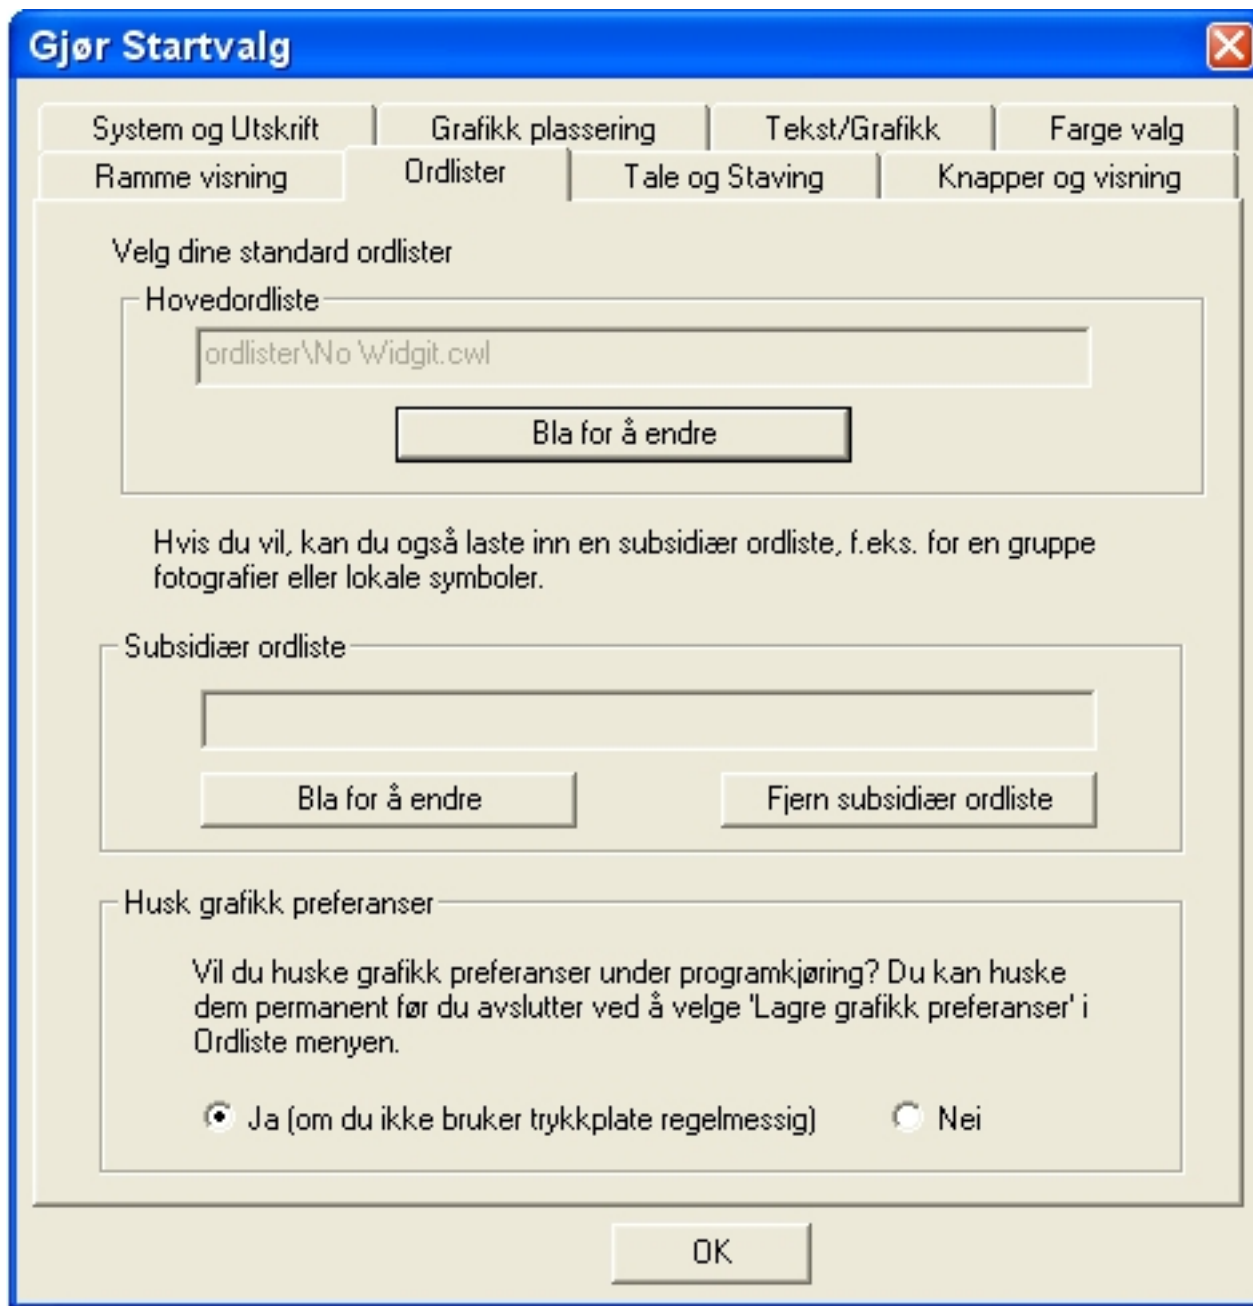 Gjør Startvalg
System og Utskrift Grafikk plassering Tekst/Grafikk Farge valg
Ramme visning Ordlister Tale og Staving Knapper og visning
Velg dine standard ordlister
Hovedordliste
ordlister\No Widgit.cwl
Bla for å endre
Hvis du vil, kan du også laste inn en subsidiær ordliste, f.eks. for en gruppe
fotografier eller lokale symboler.
Subsidiær ordliste
Bla for å endre Fjern subsidiær ordliste
Husk grafikk preferanser
Vil du huske grafikk preferanser under programkjøring? Du kan huske
dem permanent før du avslutter ved å velge 'Lagre grafikk preferanser' i
Ordliste menyen.
Ja (om du ikke bruker trykkplate regelmessig) Nei
OK